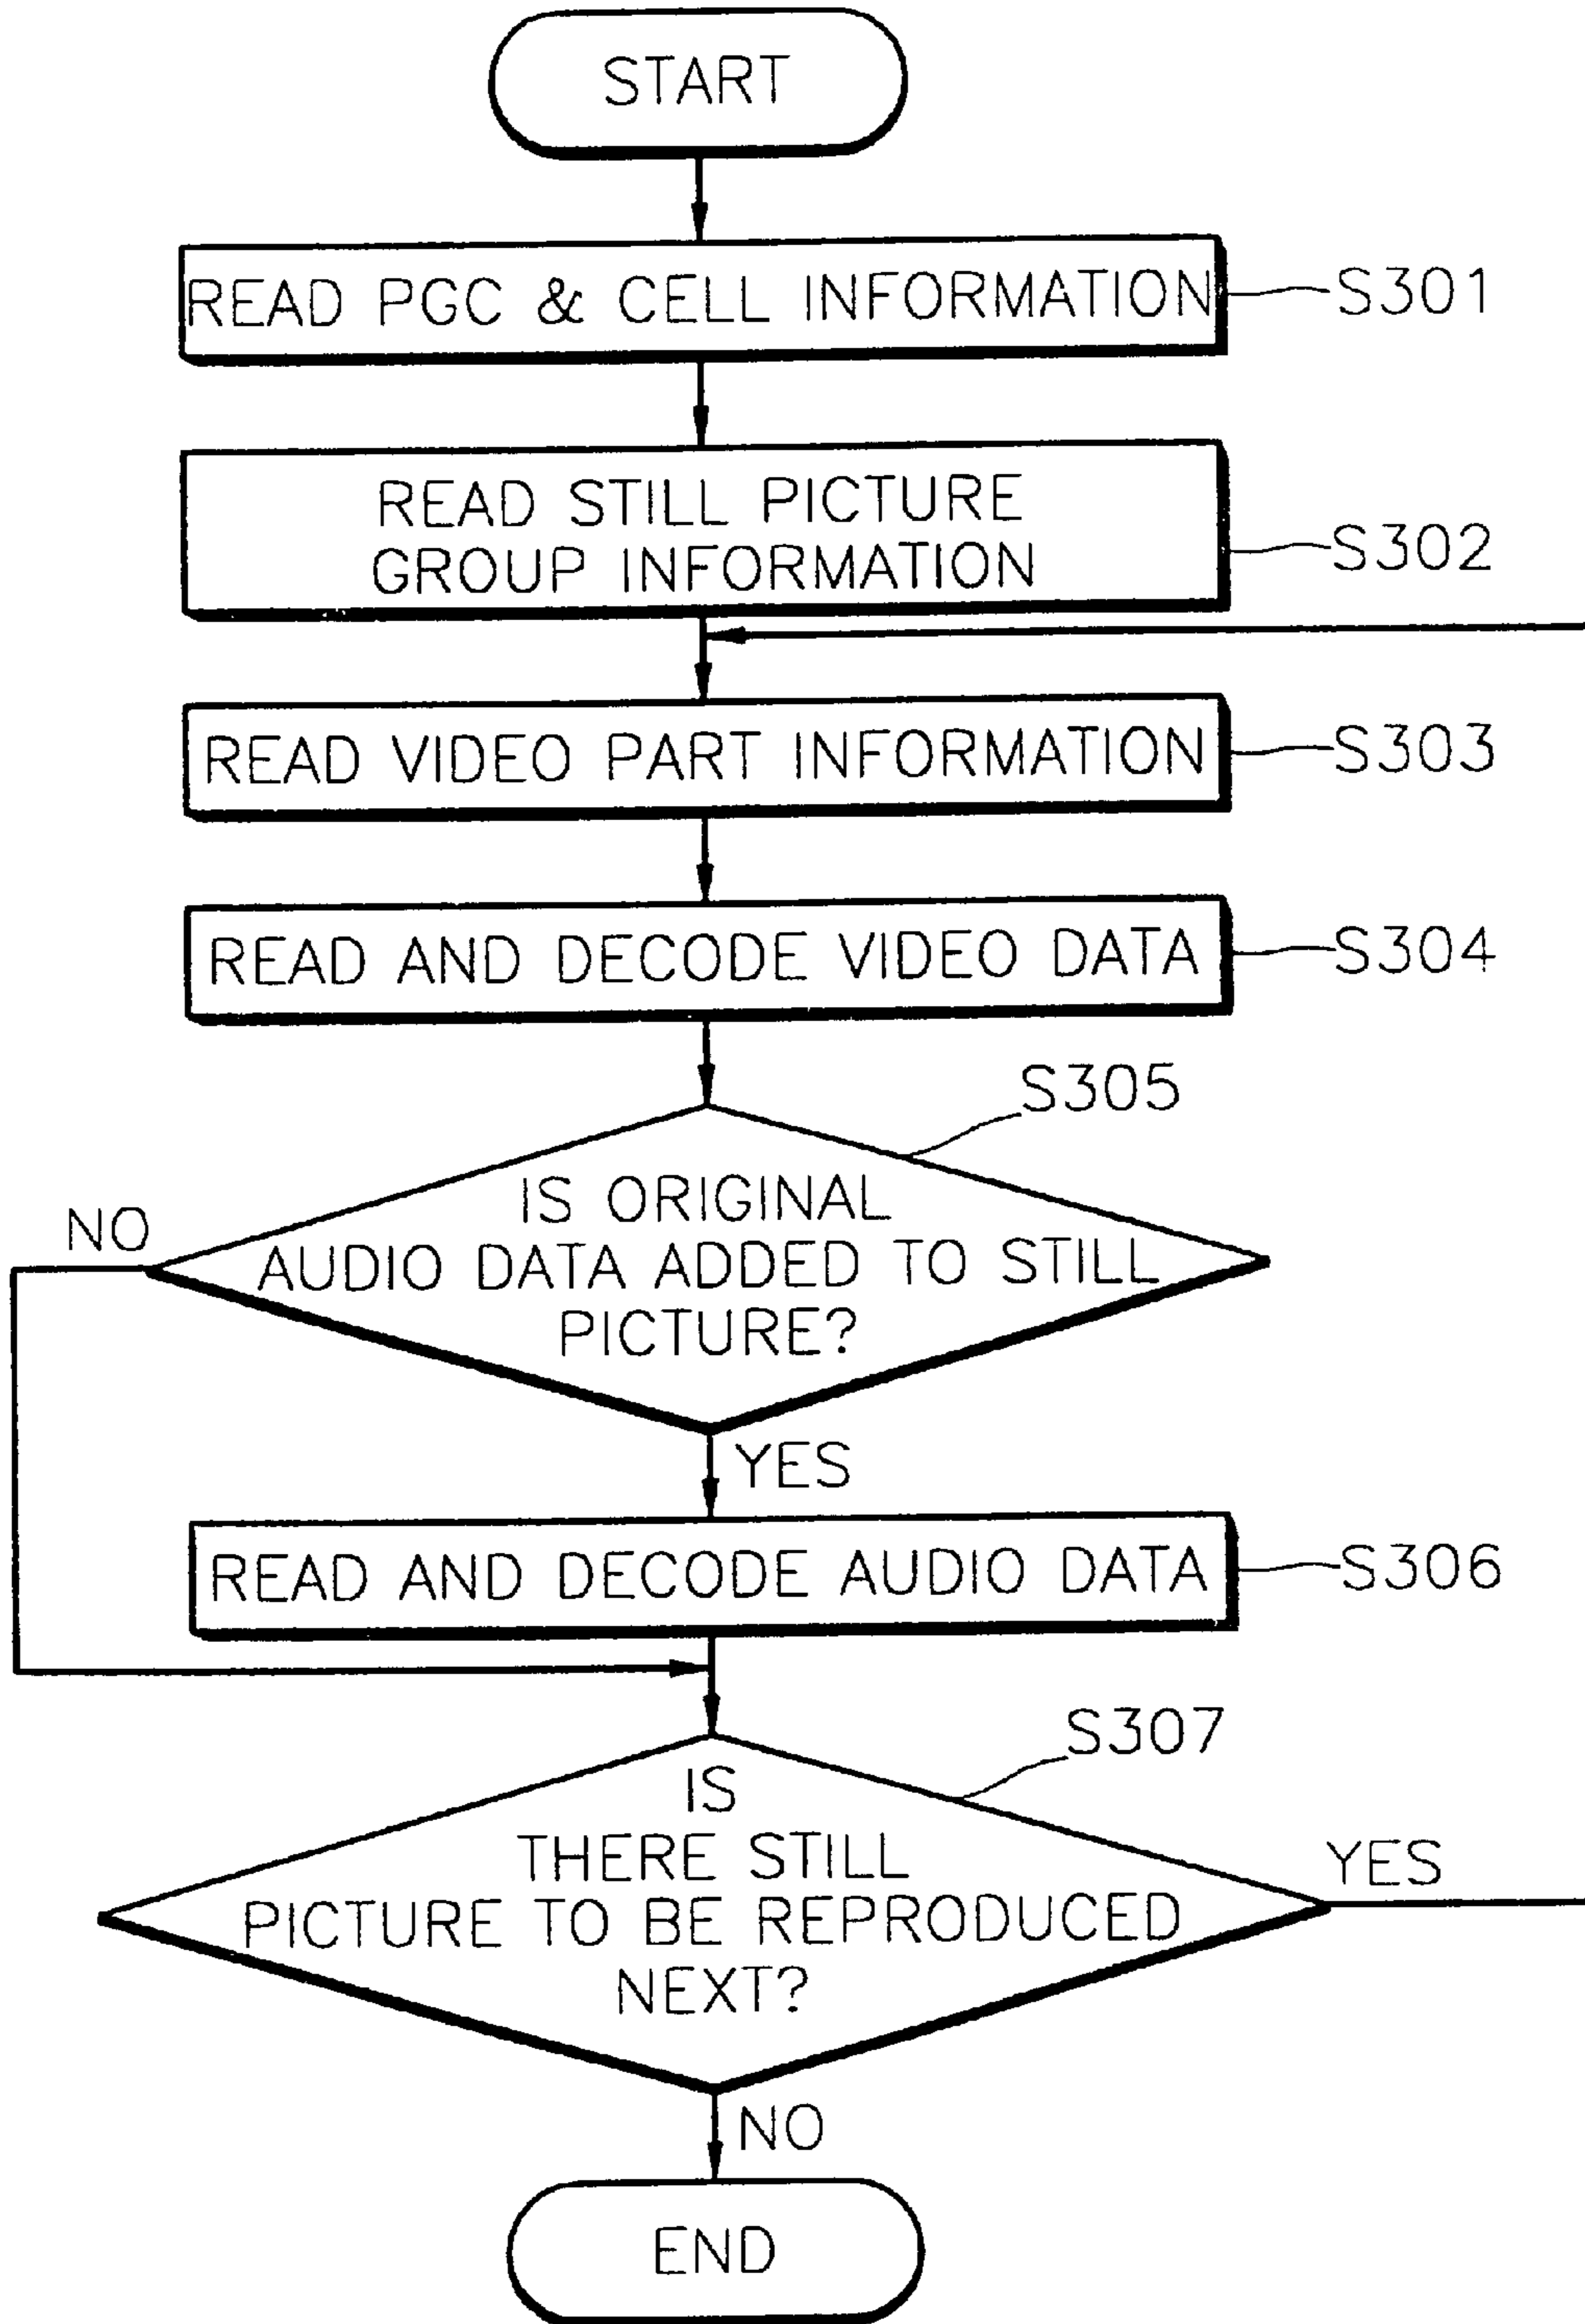 START
READ PGC & CELL INFORMATION
S301
READ STILL PICTURE
GROUP INFORMATION
S302
READ VIDEO PART INFORMATION
S303
READ AND DECODE VIDEO DATA
S304
S305
IS ORIGINAL
AUDIO DATA ADDED TO STILL
PICTURE?
NO
YES
READ AND DECODE AUDIO DATA
S306
S307
IS
THERE STILL
PICTURE TO BE REPRODUCED
NEXT?
YES
NO
END